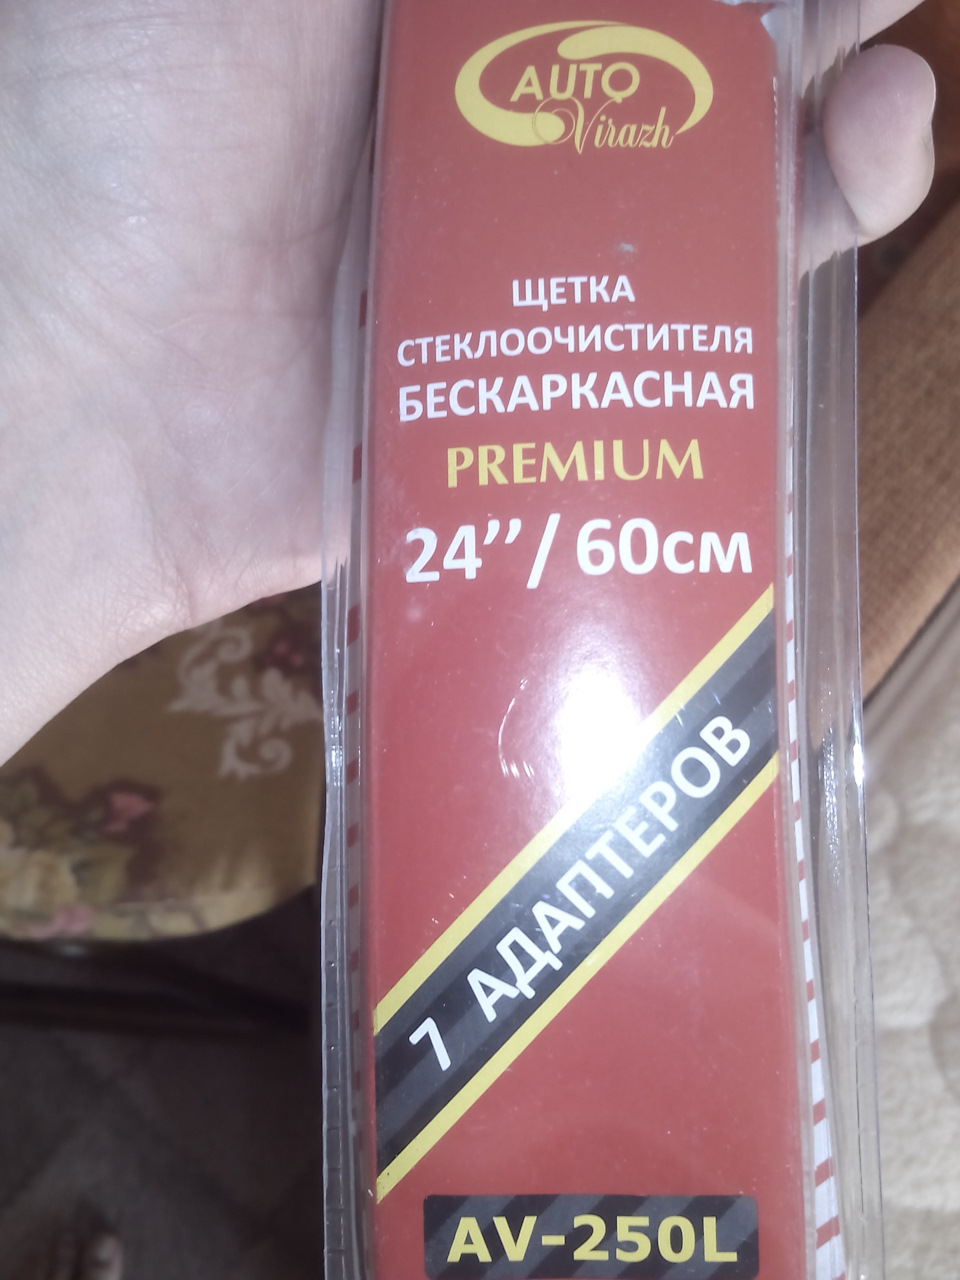 AUTO
Virazh
ЩЕТКА
СТЕКЛООЧИСТИТЕЛЯ
БЕСКАРКАСНАЯ
PREMIUM
24’’/60см
7 АДАПТЕРОВ
AV-250L